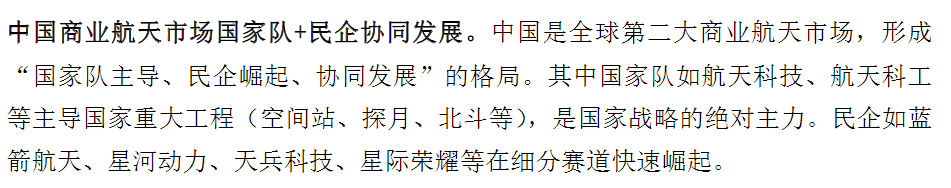 中国商业航天市场国家队+民企协同发展。中国是全球第二大商业航天市场，形成
“国家队主导、民企崛起、协同发展”的格局。其中国家队如航天科技、航天科工
等主导国家重大工程（空间站、探月、北斗等），是国家战略的绝对主力。民企如蓝
箭航天、星河动力、天兵科技、星际荣耀等在细分赛道快速崛起。